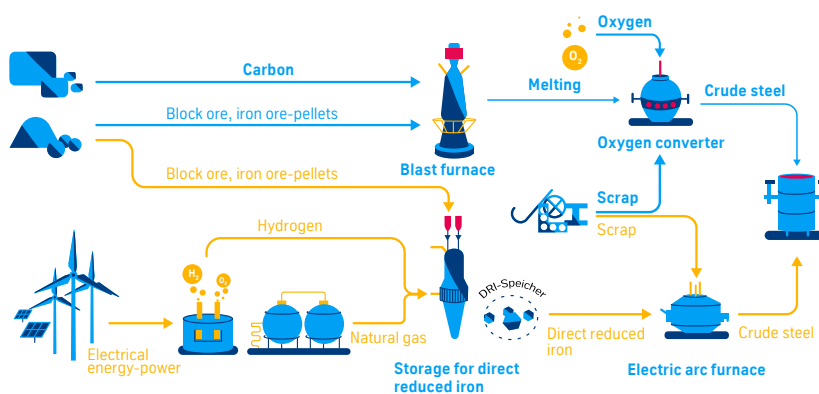 Oxygen
O2
Carbon
Melting
Crude steel
Block ore, iron ore-pellets
Oxygen converter
Blast furnace
Block ore, iron ore-pellets
Scrap
Scrap
Hydrogen
H2
O2
DRI-Speicher
Natural gas
Direct reduced
iron
Crude steel
Electrical
energy-power
Storage for direct
reduced iron
Electric arc furnace